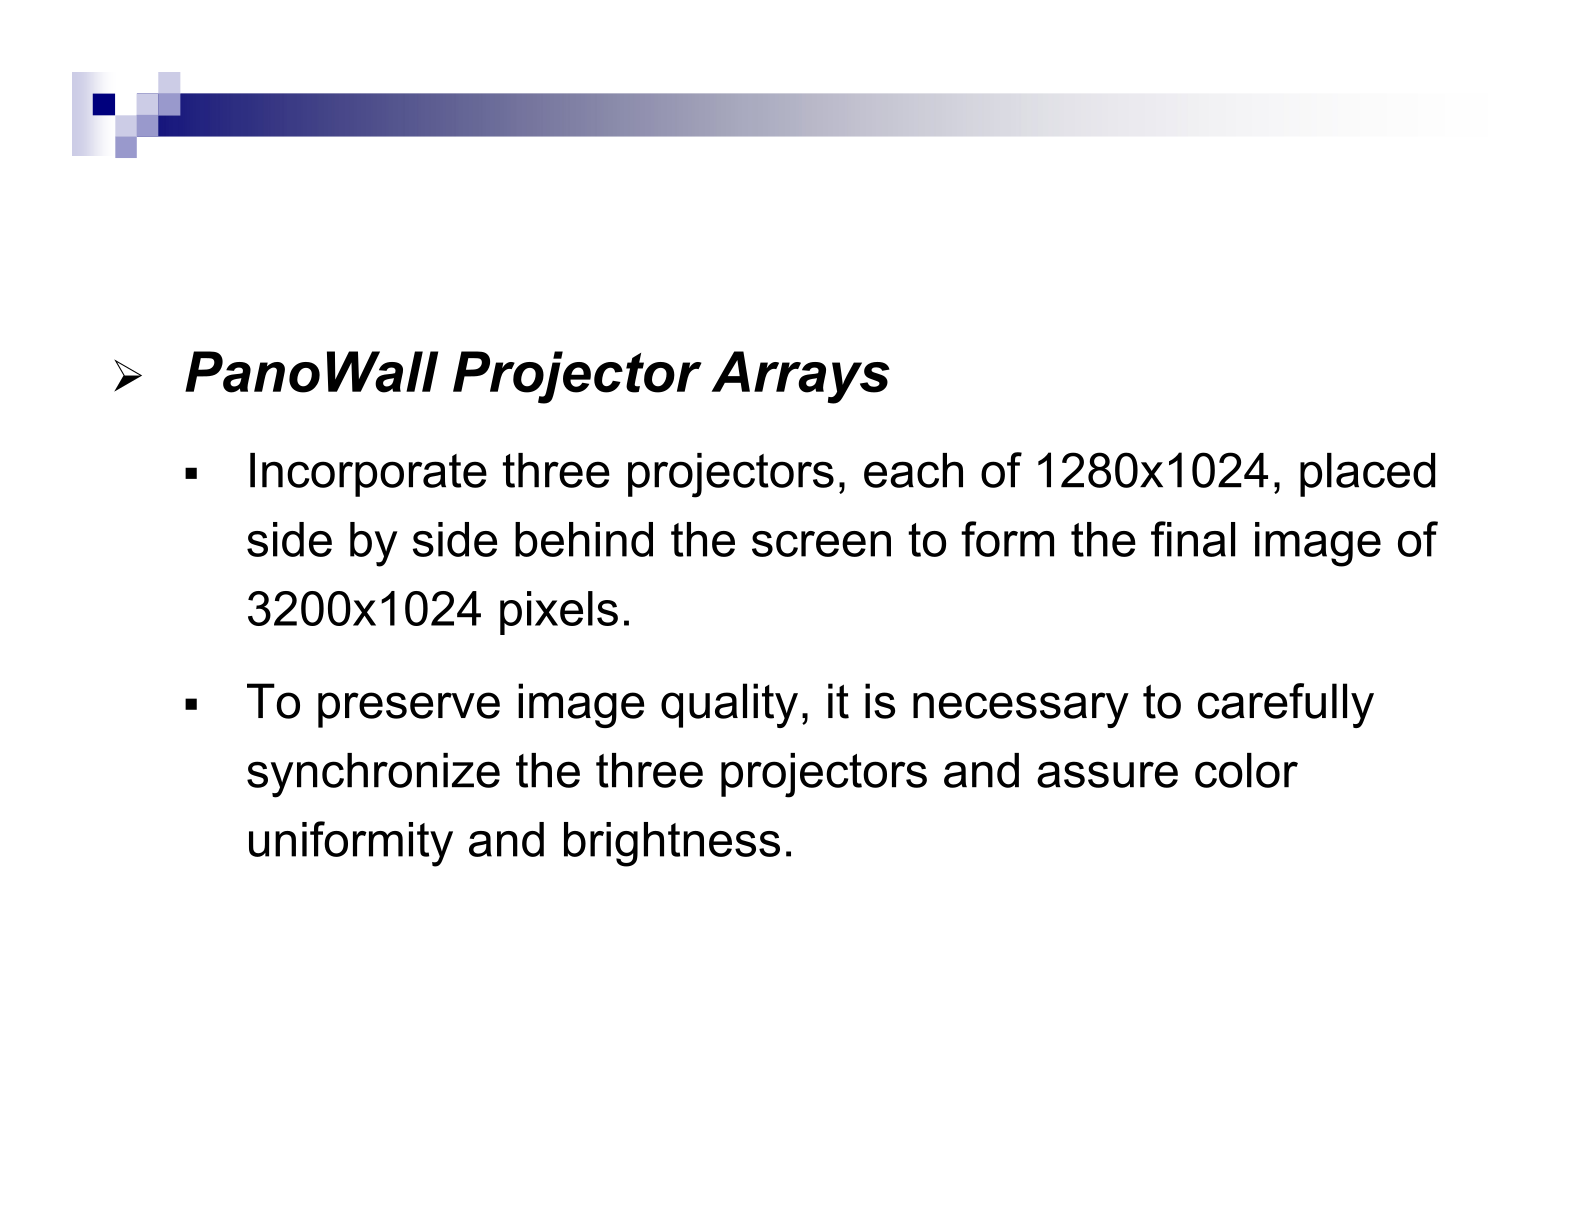 PanoWall Projector Arrays
Incorporate three projectors, each of 1280x1024, placed
side by side behind the screen to form the final image of
3200x1024 pixels.
To preserve image quality, it is necessary to carefully
synchronize the three projectors and assure color
uniformity and brightness.